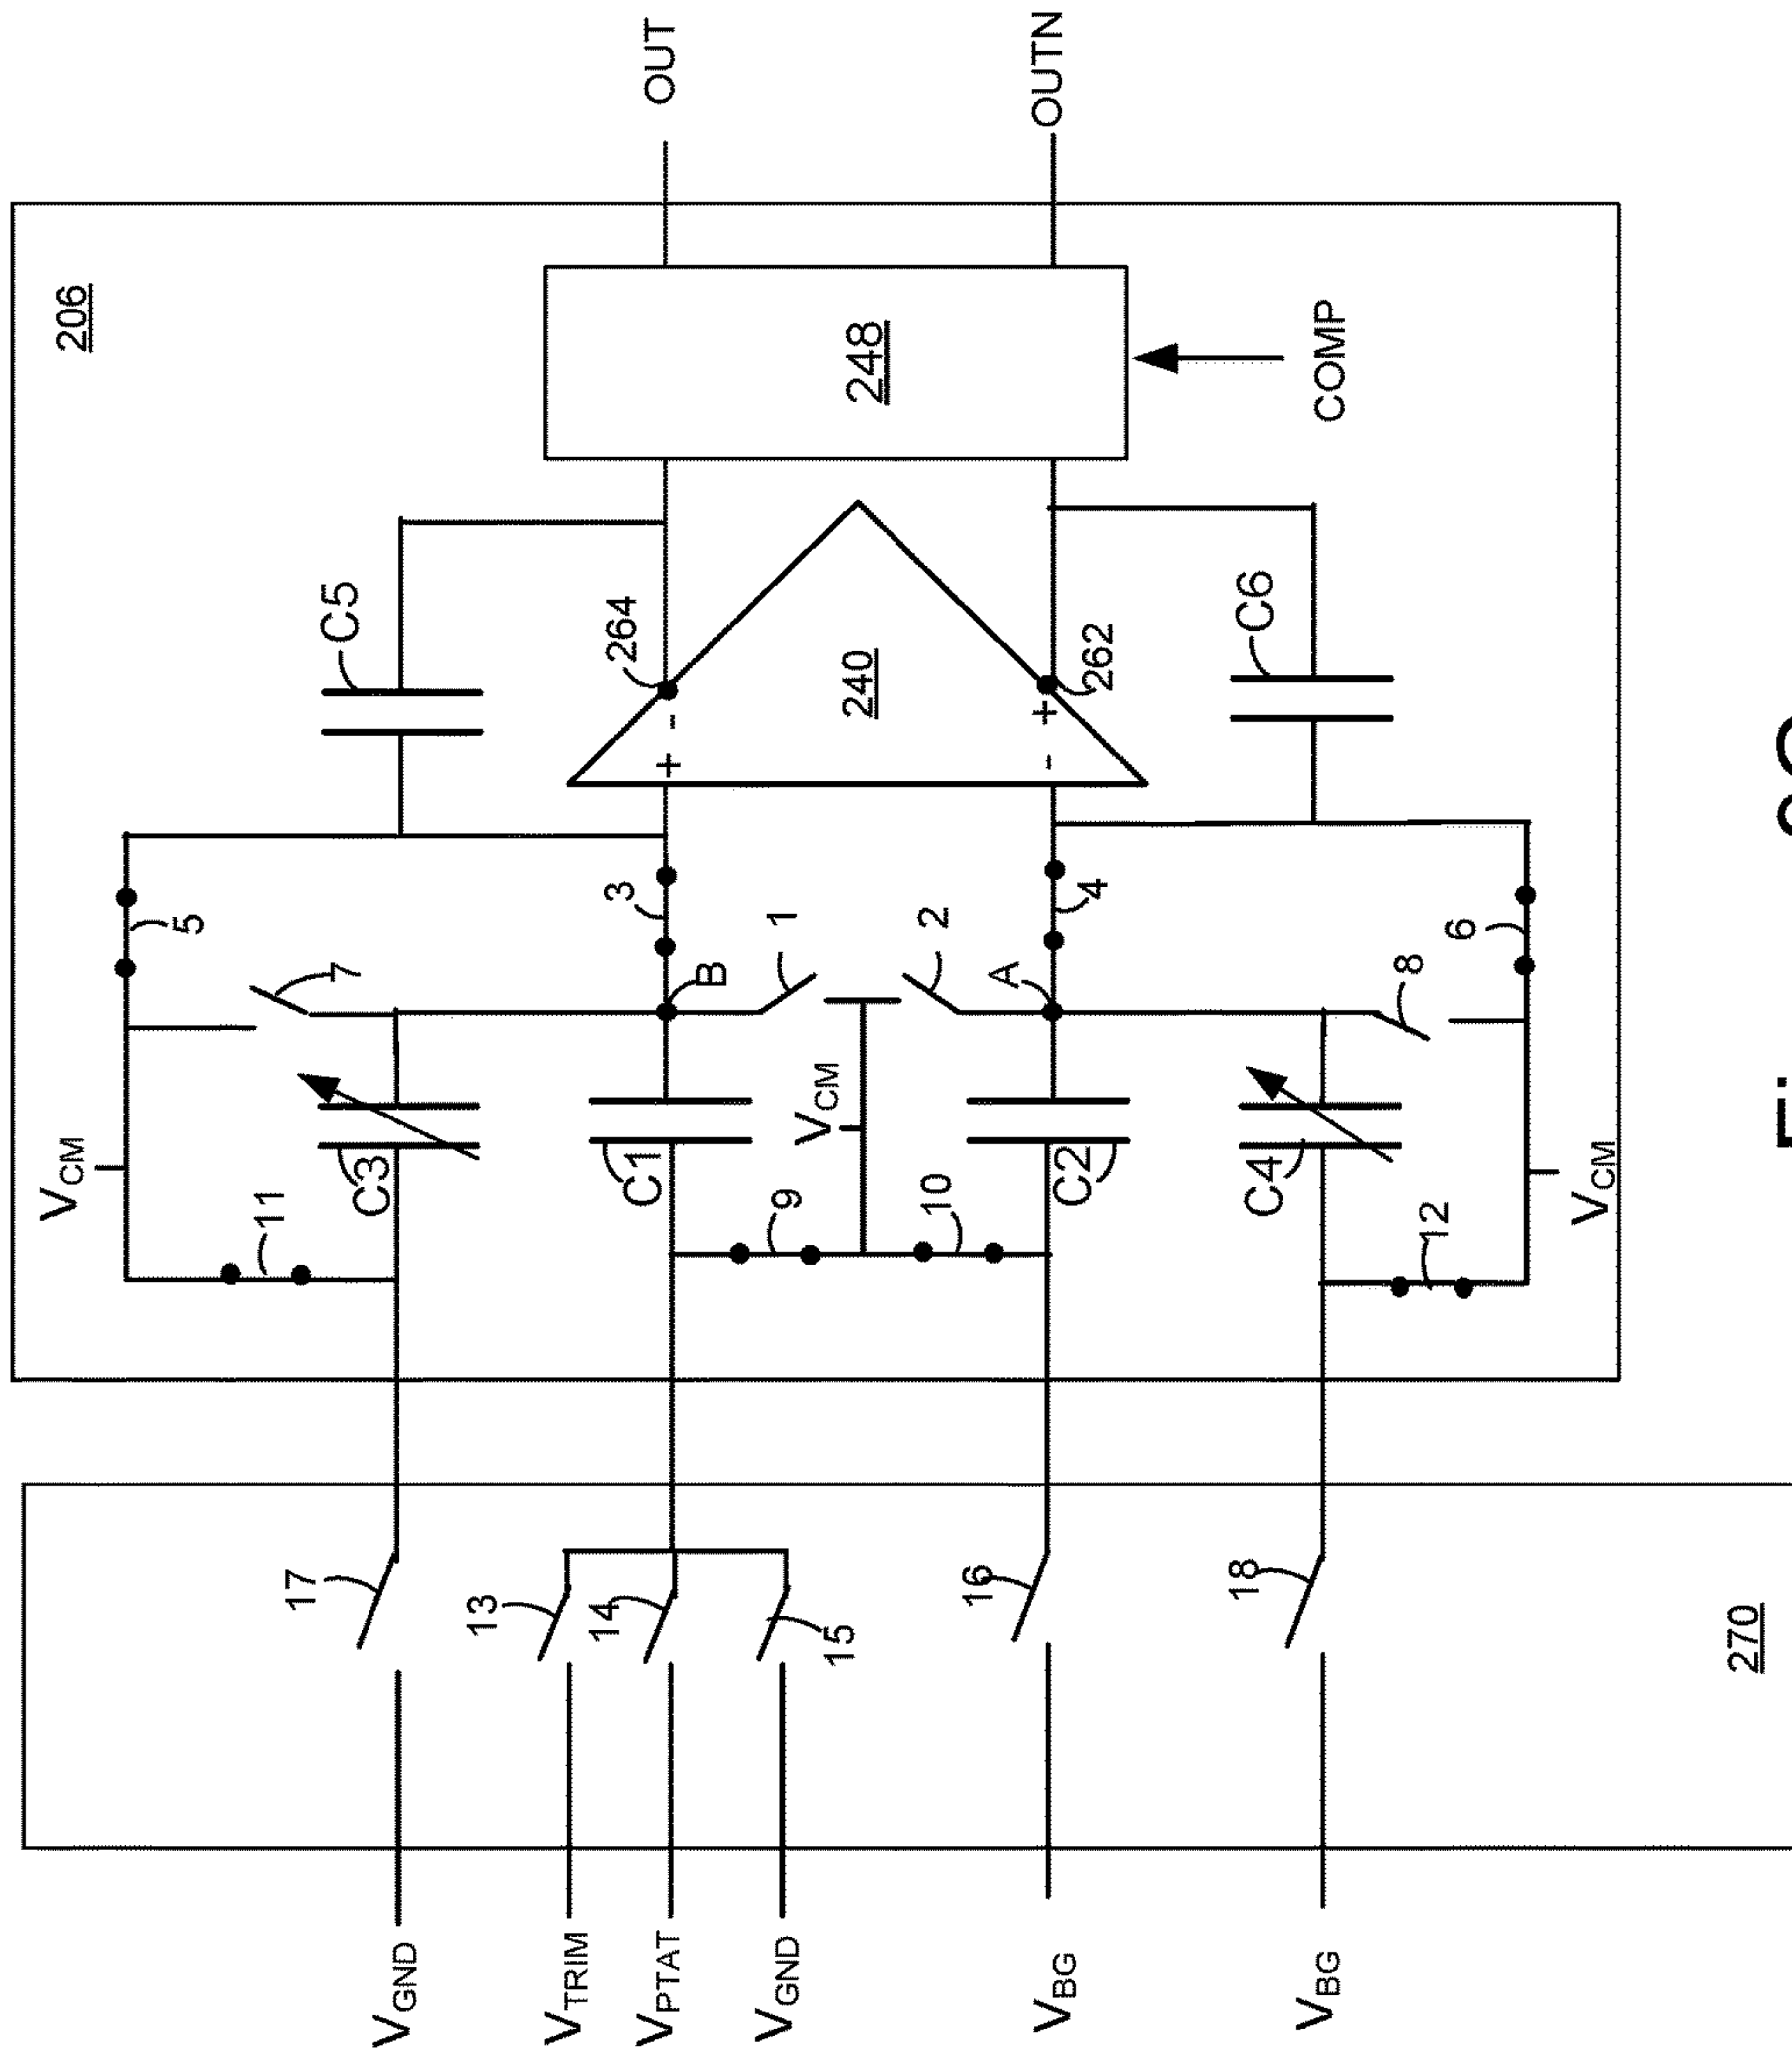 206
OUT
OUTN
248
COMP
C5
264
240
262
C6
5
3
4
6
7
B
1
2
A
8
VCM
11
C3
C1
VCM
9
10
C2
C4
12
VCM
17
13
14
15
16
18
270
VGND
VTRIM
VPTAT
VGND
VBG
VBG